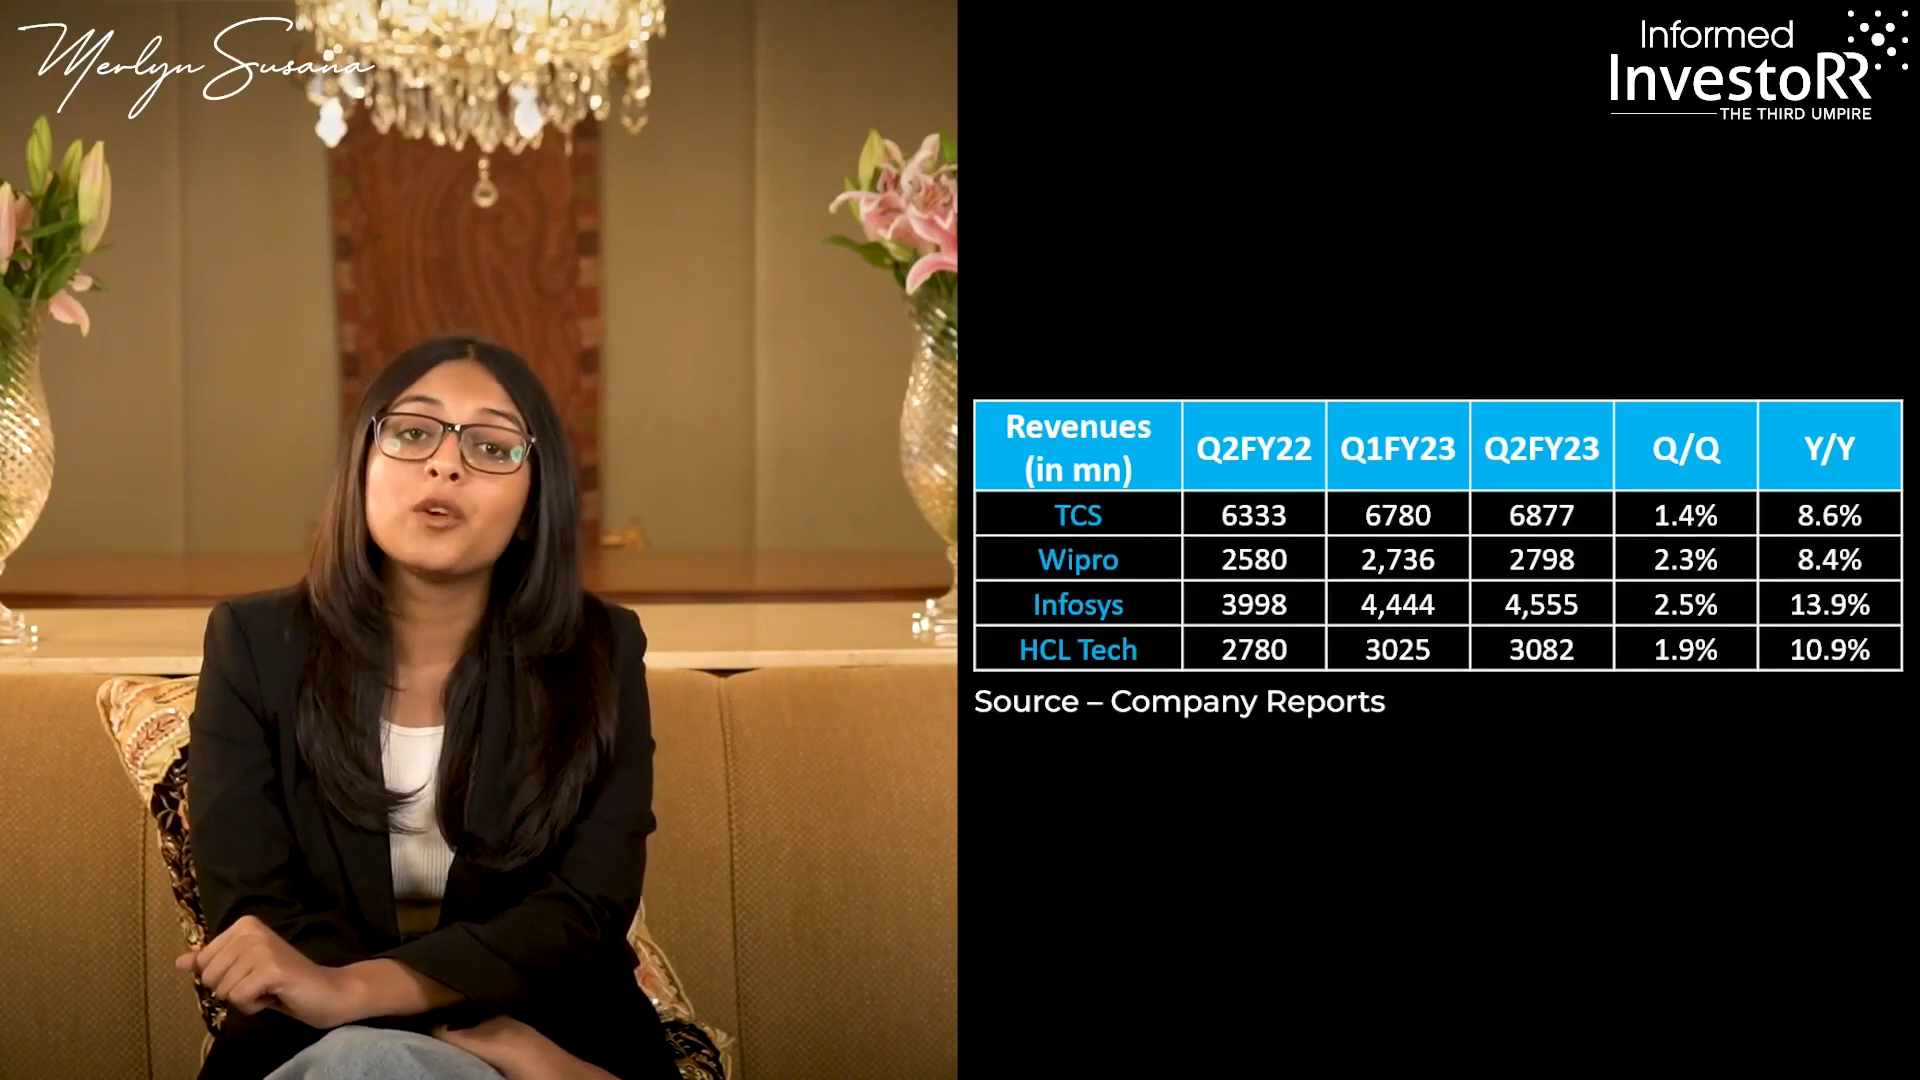 Merlyn Susana
Informed
InvestoRR
THE THIRD UMPIRE
Revenues (in mn) Q2FY22 Q1FY23 Q2FY23 Q/Q Y/Y
TCS 6333 6780 6877 1.4% 8.6%
Wipro 2580 2,736 2798 2.3% 8.4%
Infosys 3998 4,444 4,555 2.5% 13.9%
HCL Tech 2780 3025 3082 1.9% 10.9%
Source – Company Reports